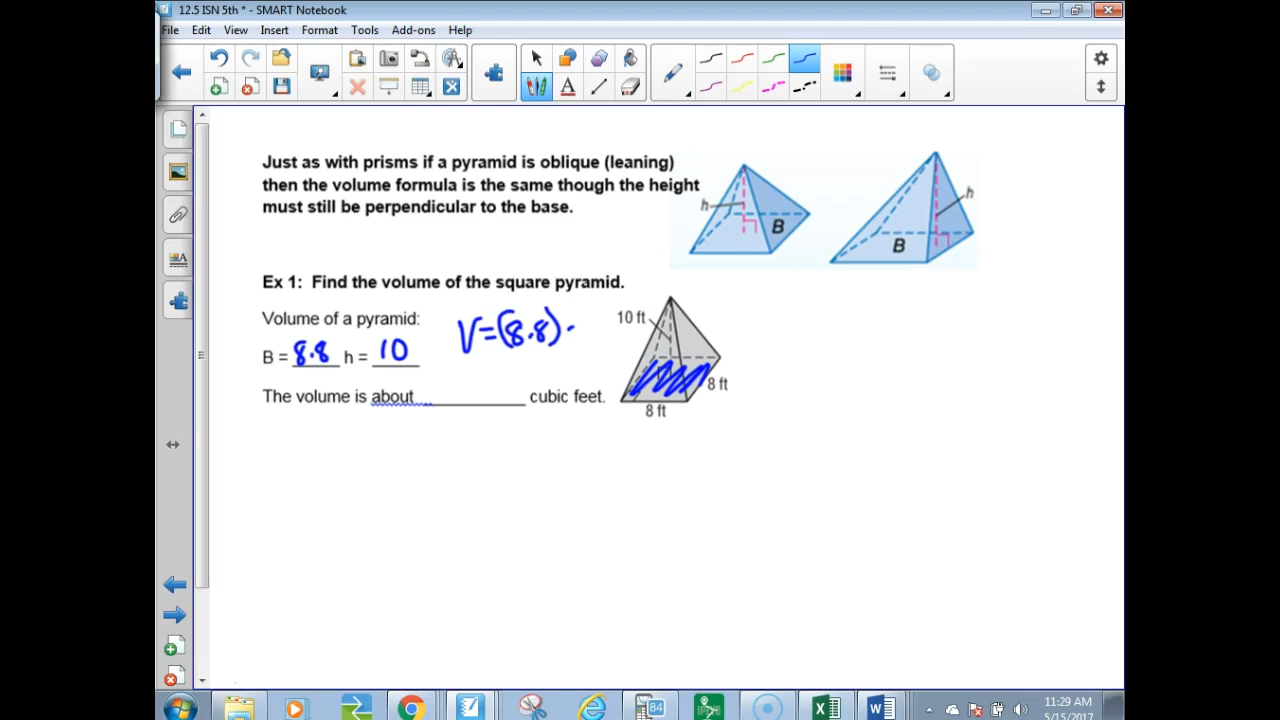 12.5 ISN 5th * - SMART Notebook
File Edit View Insert Format Tools Add-ons Help
Just as with prisms if a pyramid is oblique (leaning)
then the volume formula is the same though the height
must still be perpendicular to the base.
h
B
h
B
Ex 1: Find the volume of the square pyramid.
Volume of a pyramid:
V=(8·8)·
10 ft
B = 8·8 h = 10
8 ft
The volume is about ____________ cubic feet.
8 ft
84
11:29 AM
5/15/2017